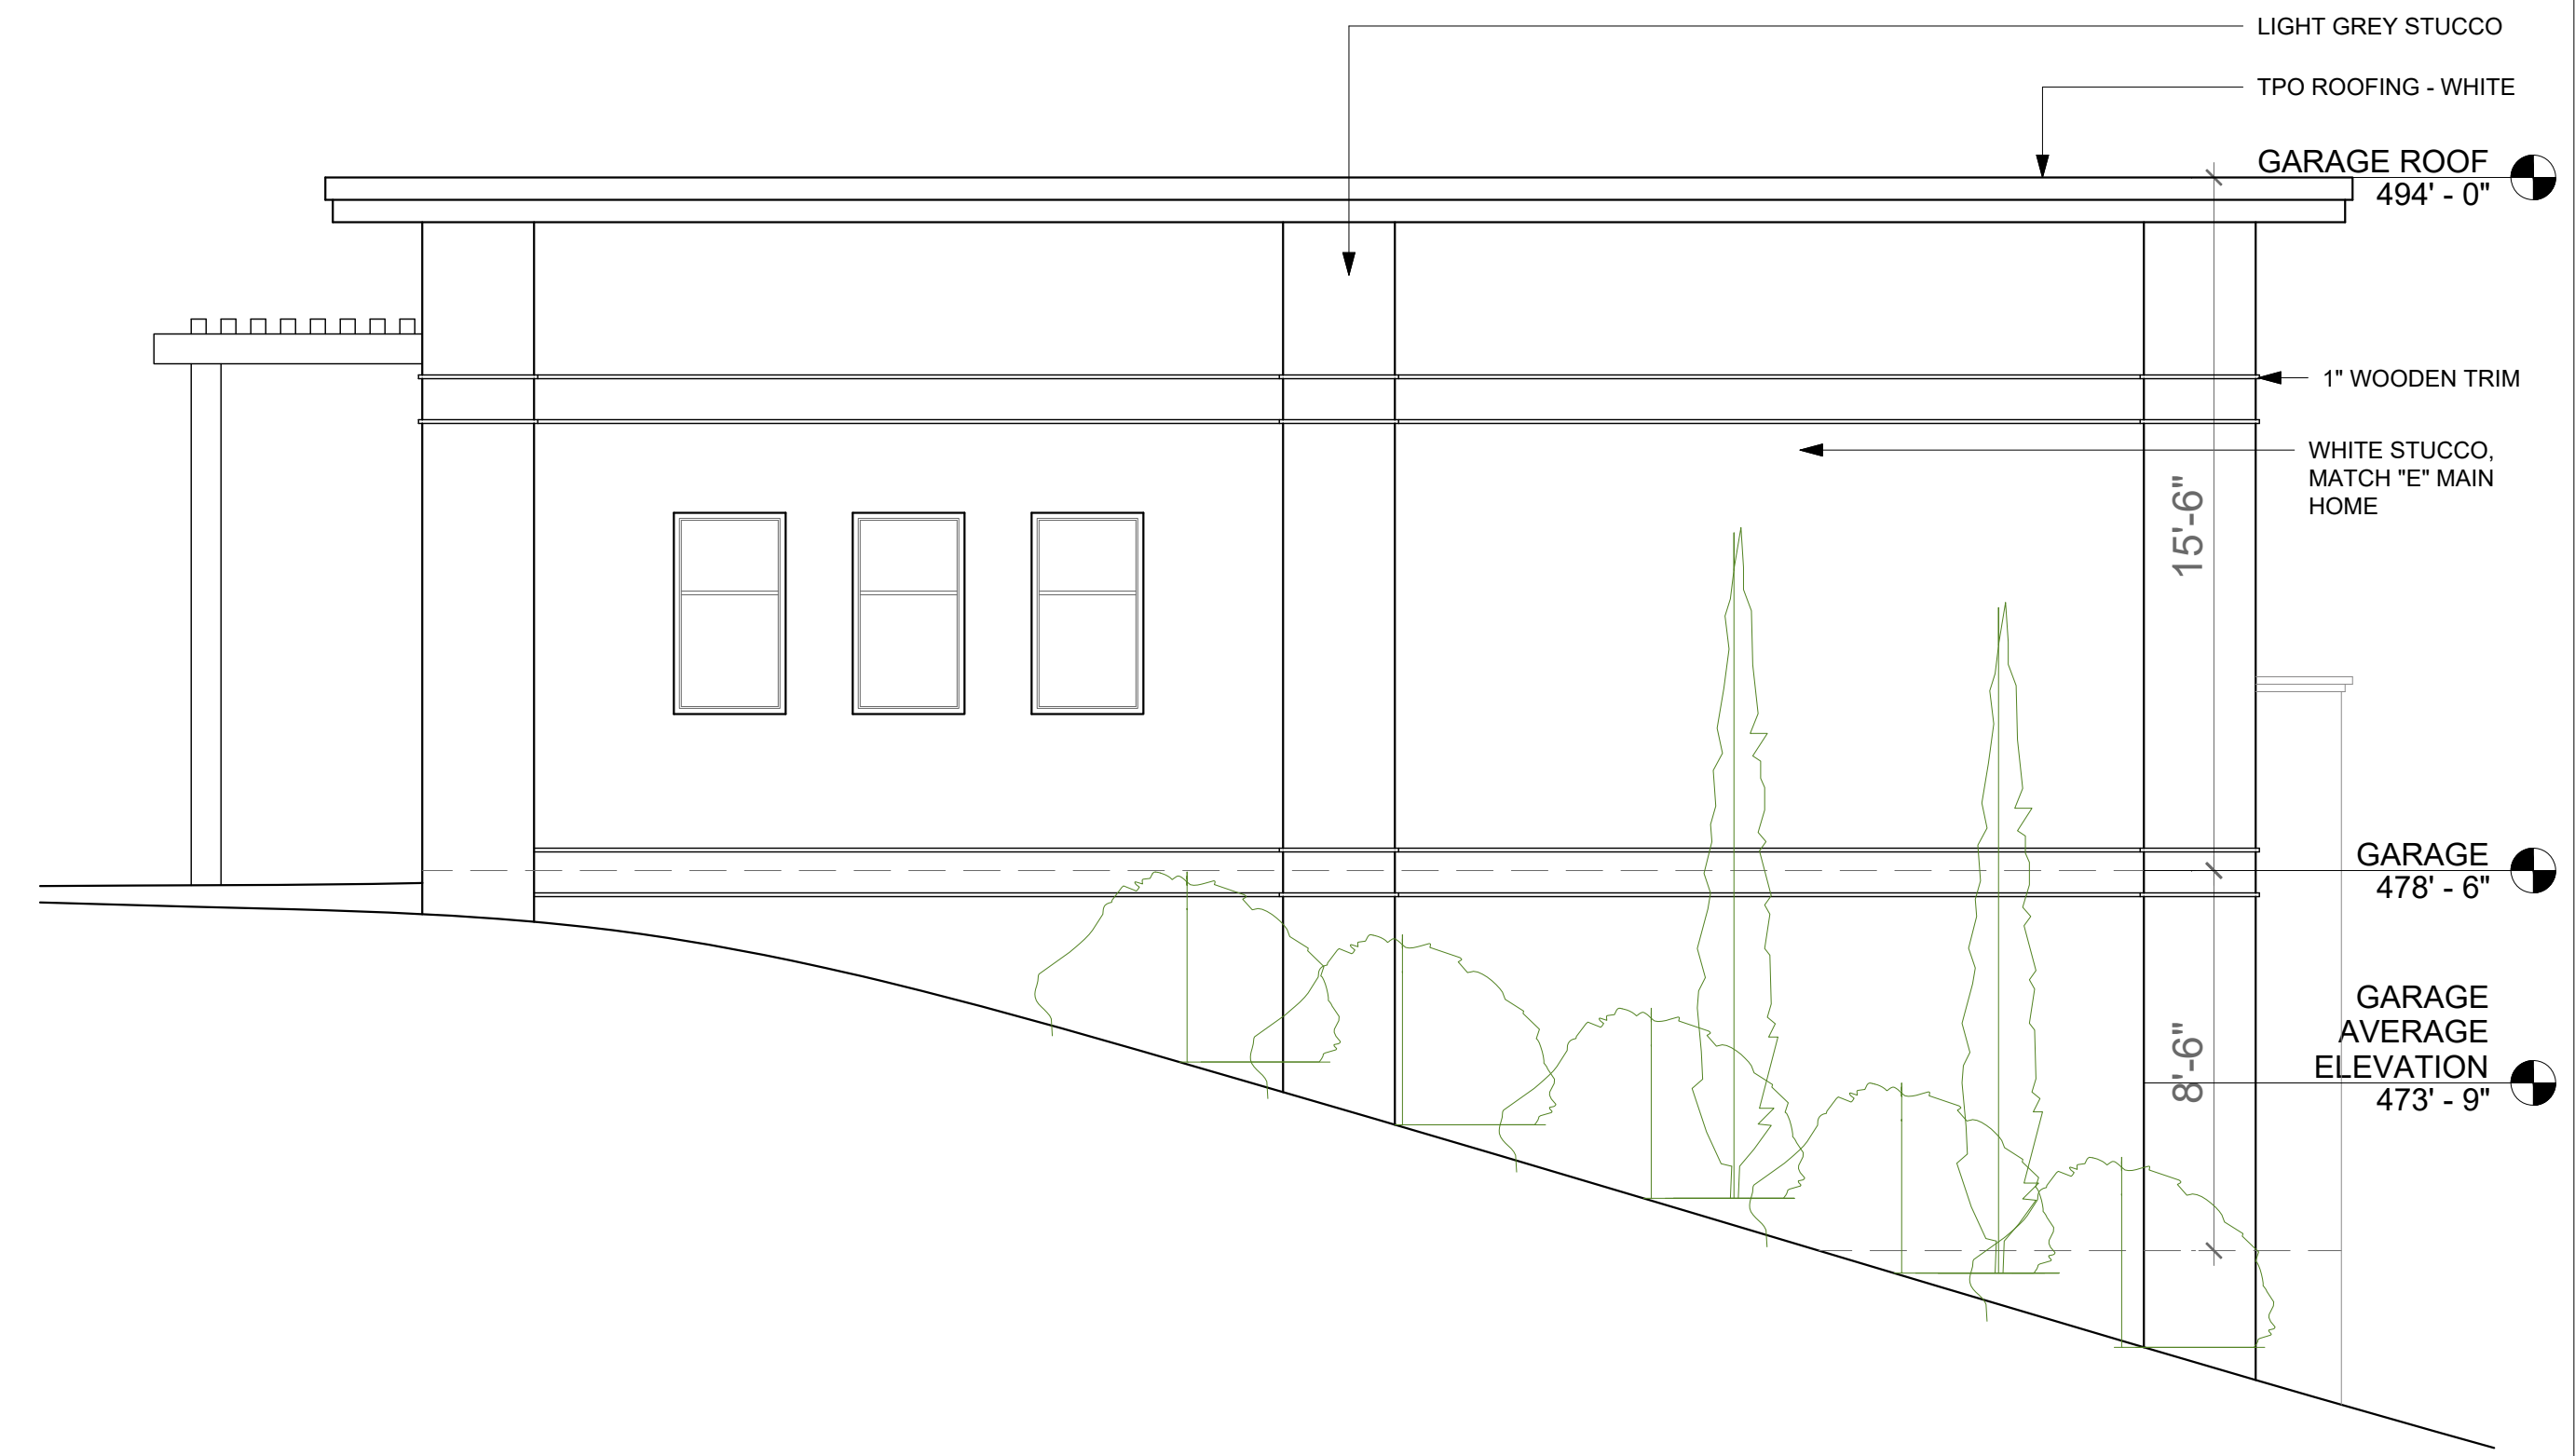 LIGHT GREY STUCCO
TPO ROOFING - WHITE
GARAGE ROOF
494' - 0"
1" WOODEN TRIM
WHITE STUCCO,
MATCH "E" MAIN
HOME
15'-6"
GARAGE
478' - 6"
GARAGE
AVERAGE
ELEVATION
473' - 9"
8'-6"